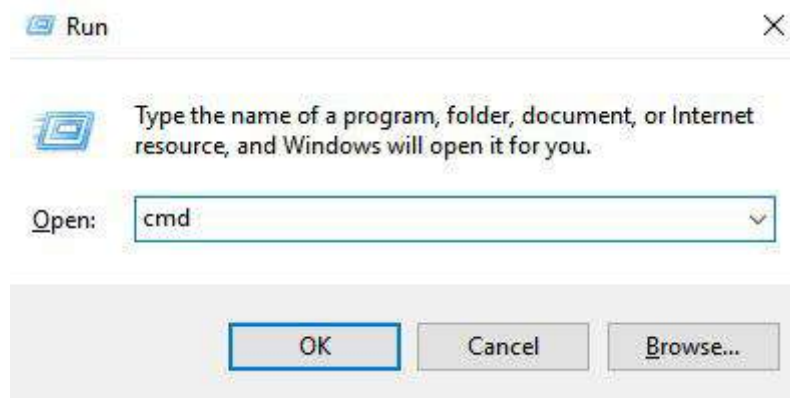 Run
Type the name of a program, folder, document, or Internet
resource, and Windows will open it for you.
Open: cmd
OK Cancel Browse...